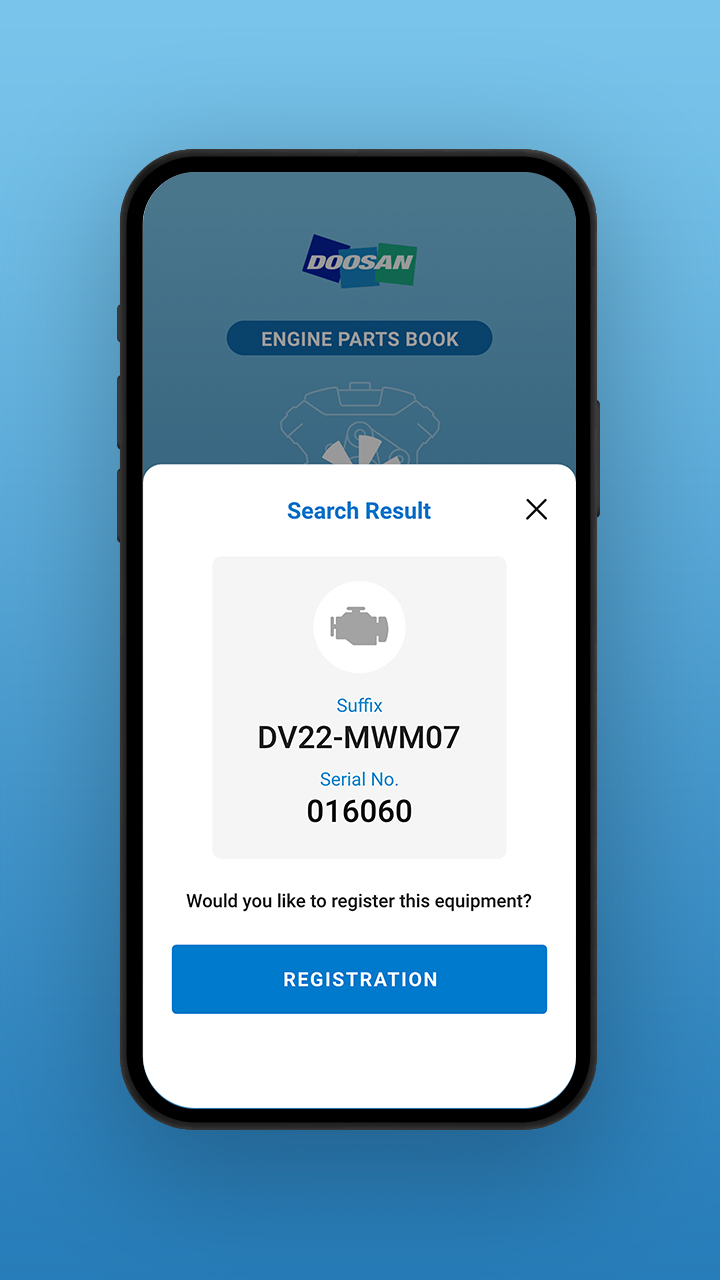 DOOSAN
ENGINE PARTS BOOK
Search Result
Suffix
DV22-MWM07
Serial No.
016060
Would you like to register this equipment?
REGISTRATION